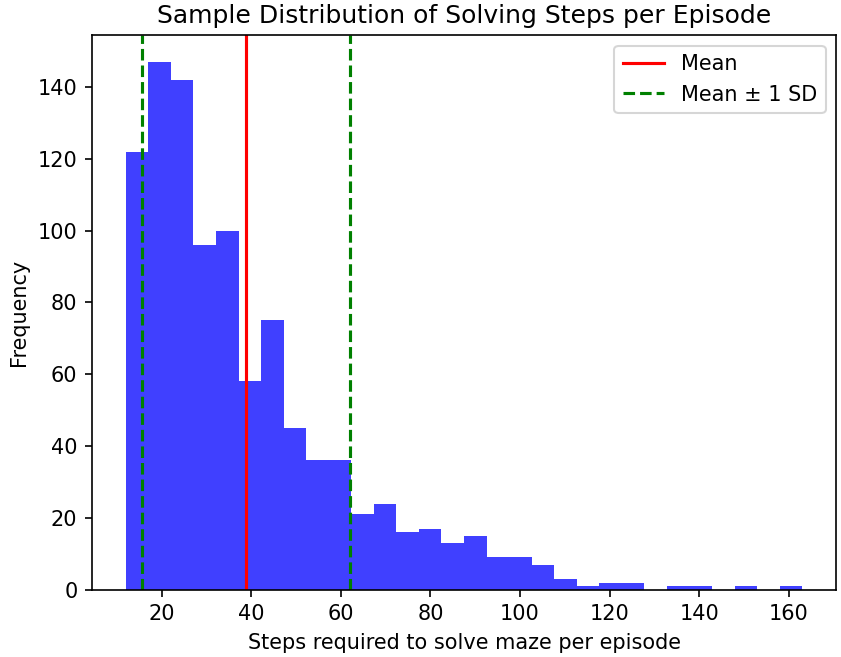 Sample Distribution of Solving Steps per Episode
Mean
Mean ± 1 SD
Frequency
140
120
100
80
60
40
20
0
20 40 60 80 100 120 140 160
Steps required to solve maze per episode